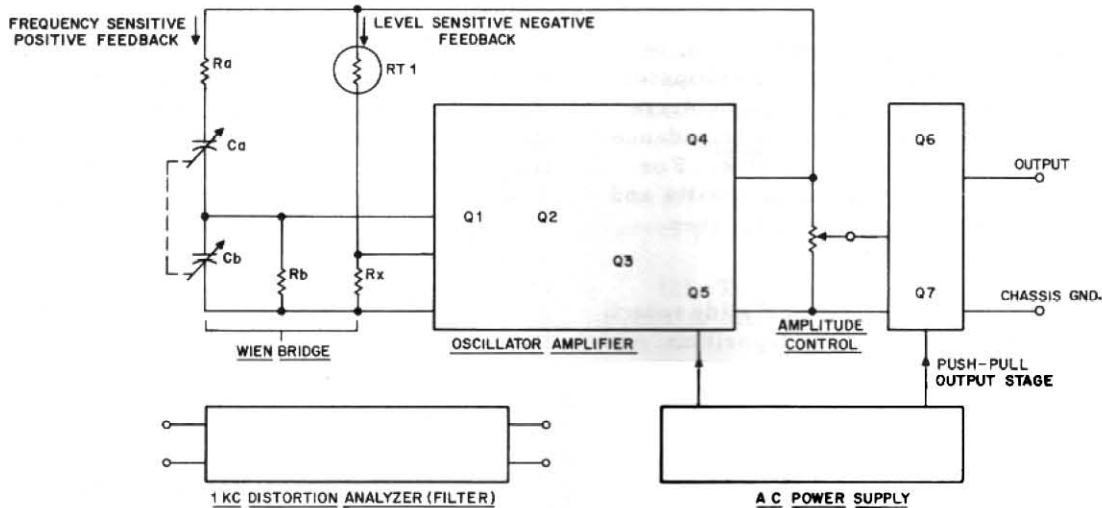 FREQUENCY SENSITIVE
POSITIVE FEEDBACK
LEVEL SENSITIVE NEGATIVE
FEEDBACK
Ra
RT 1
Ca
Cb
Rb
Rx
Q1
Q2
Q3
Q4
Q5
Q6
Q7
OUTPUT
CHASSIS GND.
WIEN BRIDGE
OSCILLATOR AMPLIFIER
AMPLITUDE
CONTROL
PUSH-PULL
OUTPUT STAGE
1 KC DISTORTION ANALYZER (FILTER)
AC POWER SUPPLY